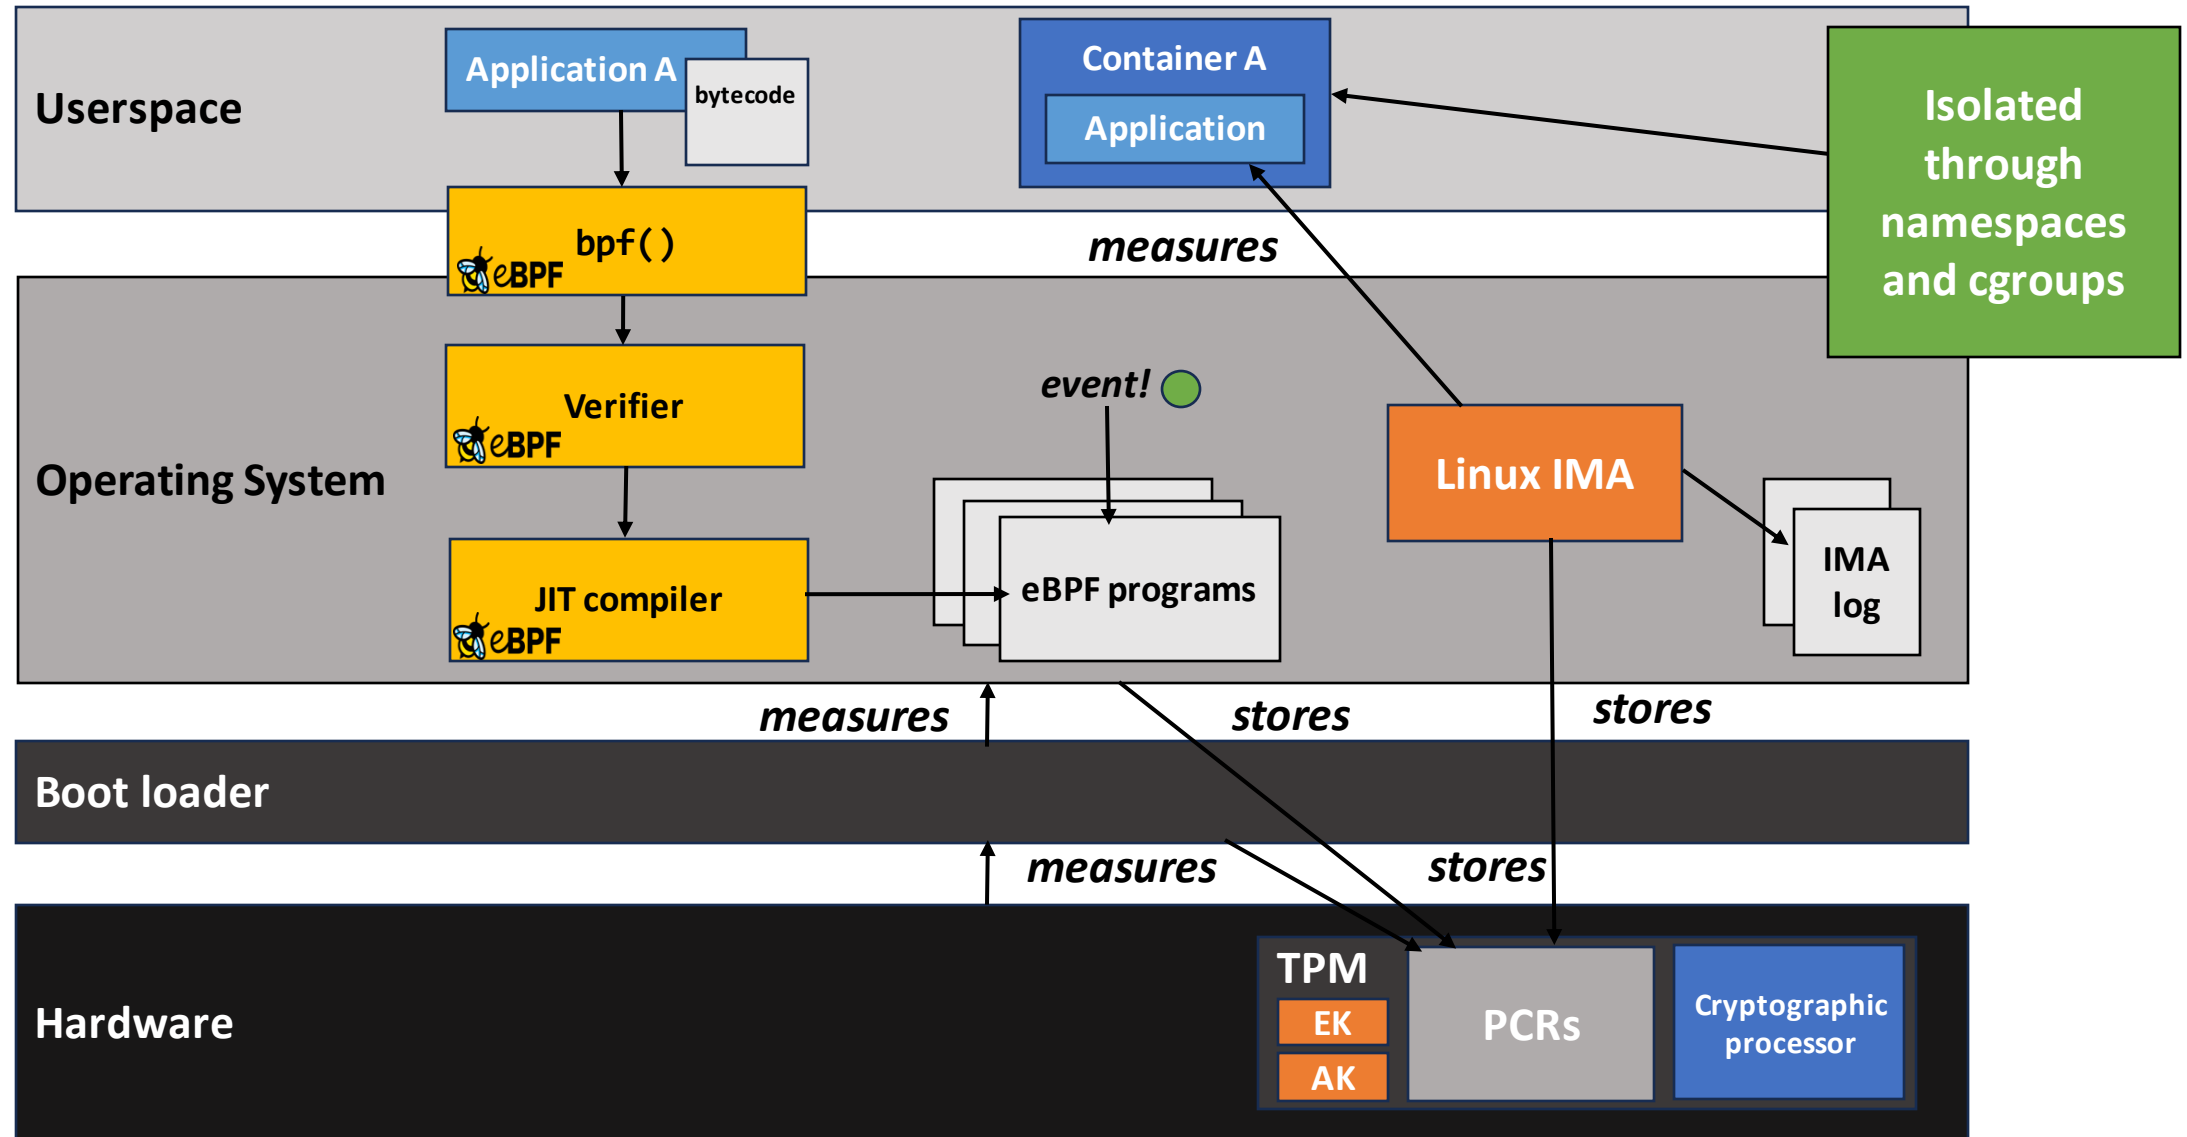 Userspace
Application A
bytecode
Container A
Application
Isolated
through
namespaces
and cgroups
bpf()
eBPF
measures
Operating System
Verifier
eBPF
event!
Linux IMA
JIT compiler
eBPF
eBPF programs
IMA
log
measures
stores
stores
Boot loader
measures
stores
Hardware
TPM
EK
AK
PCRs
Cryptographic
processor